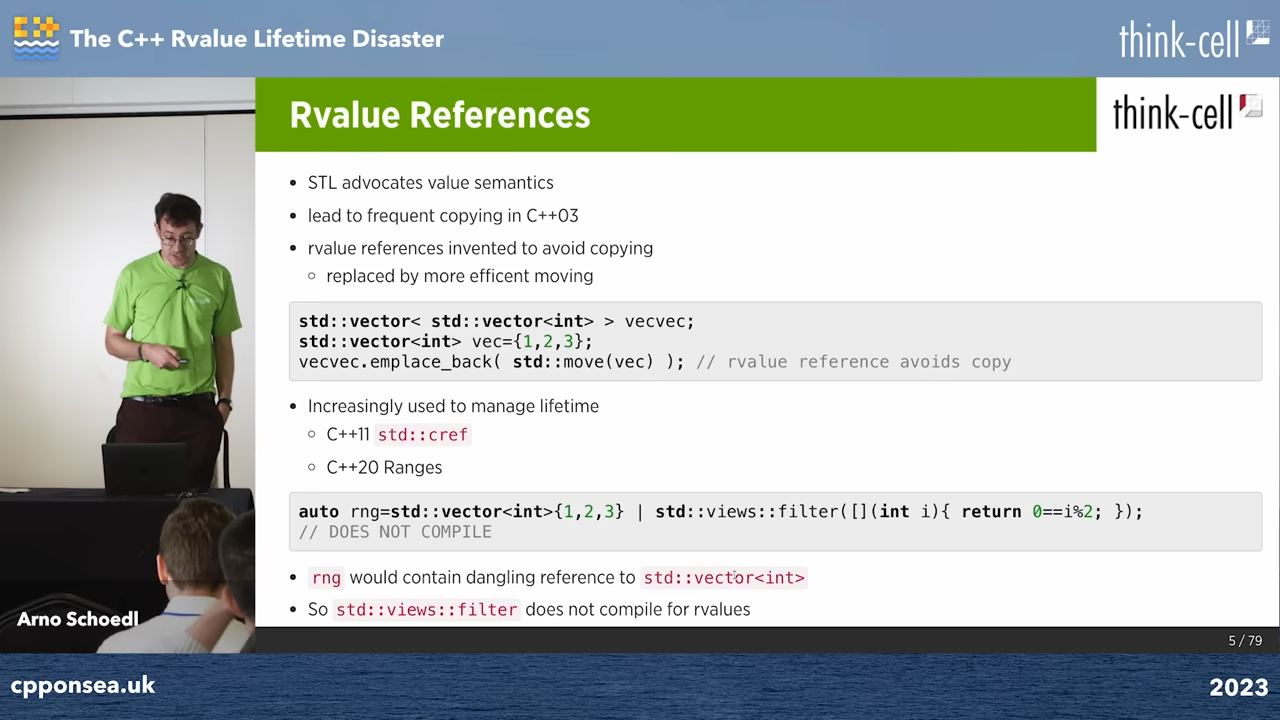 The C++ Rvalue Lifetime Disaster
think-cell
Rvalue References
think-cell
• STL advocates value semantics
• lead to frequent copying in C++03
• rvalue references invented to avoid copying
○ replaced by more efficent moving
std::vector< std::vector<int> > vecvec;
std::vector<int> vec={1,2,3};
vecvec.emplace_back( std::move(vec) ); // rvalue reference avoids copy
• Increasingly used to manage lifetime
○ C++11 std::cref
○ C++20 Ranges
auto rng=std::vector<int>{1,2,3} | std::views::filter([](int i){ return 0==i%2; });
// DOES NOT COMPILE
• rng would contain dangling reference to std::vector<int>
• So std::views::filter does not compile for rvalues
Arno Schoedl
5 / 79
cpponsea.uk
2023